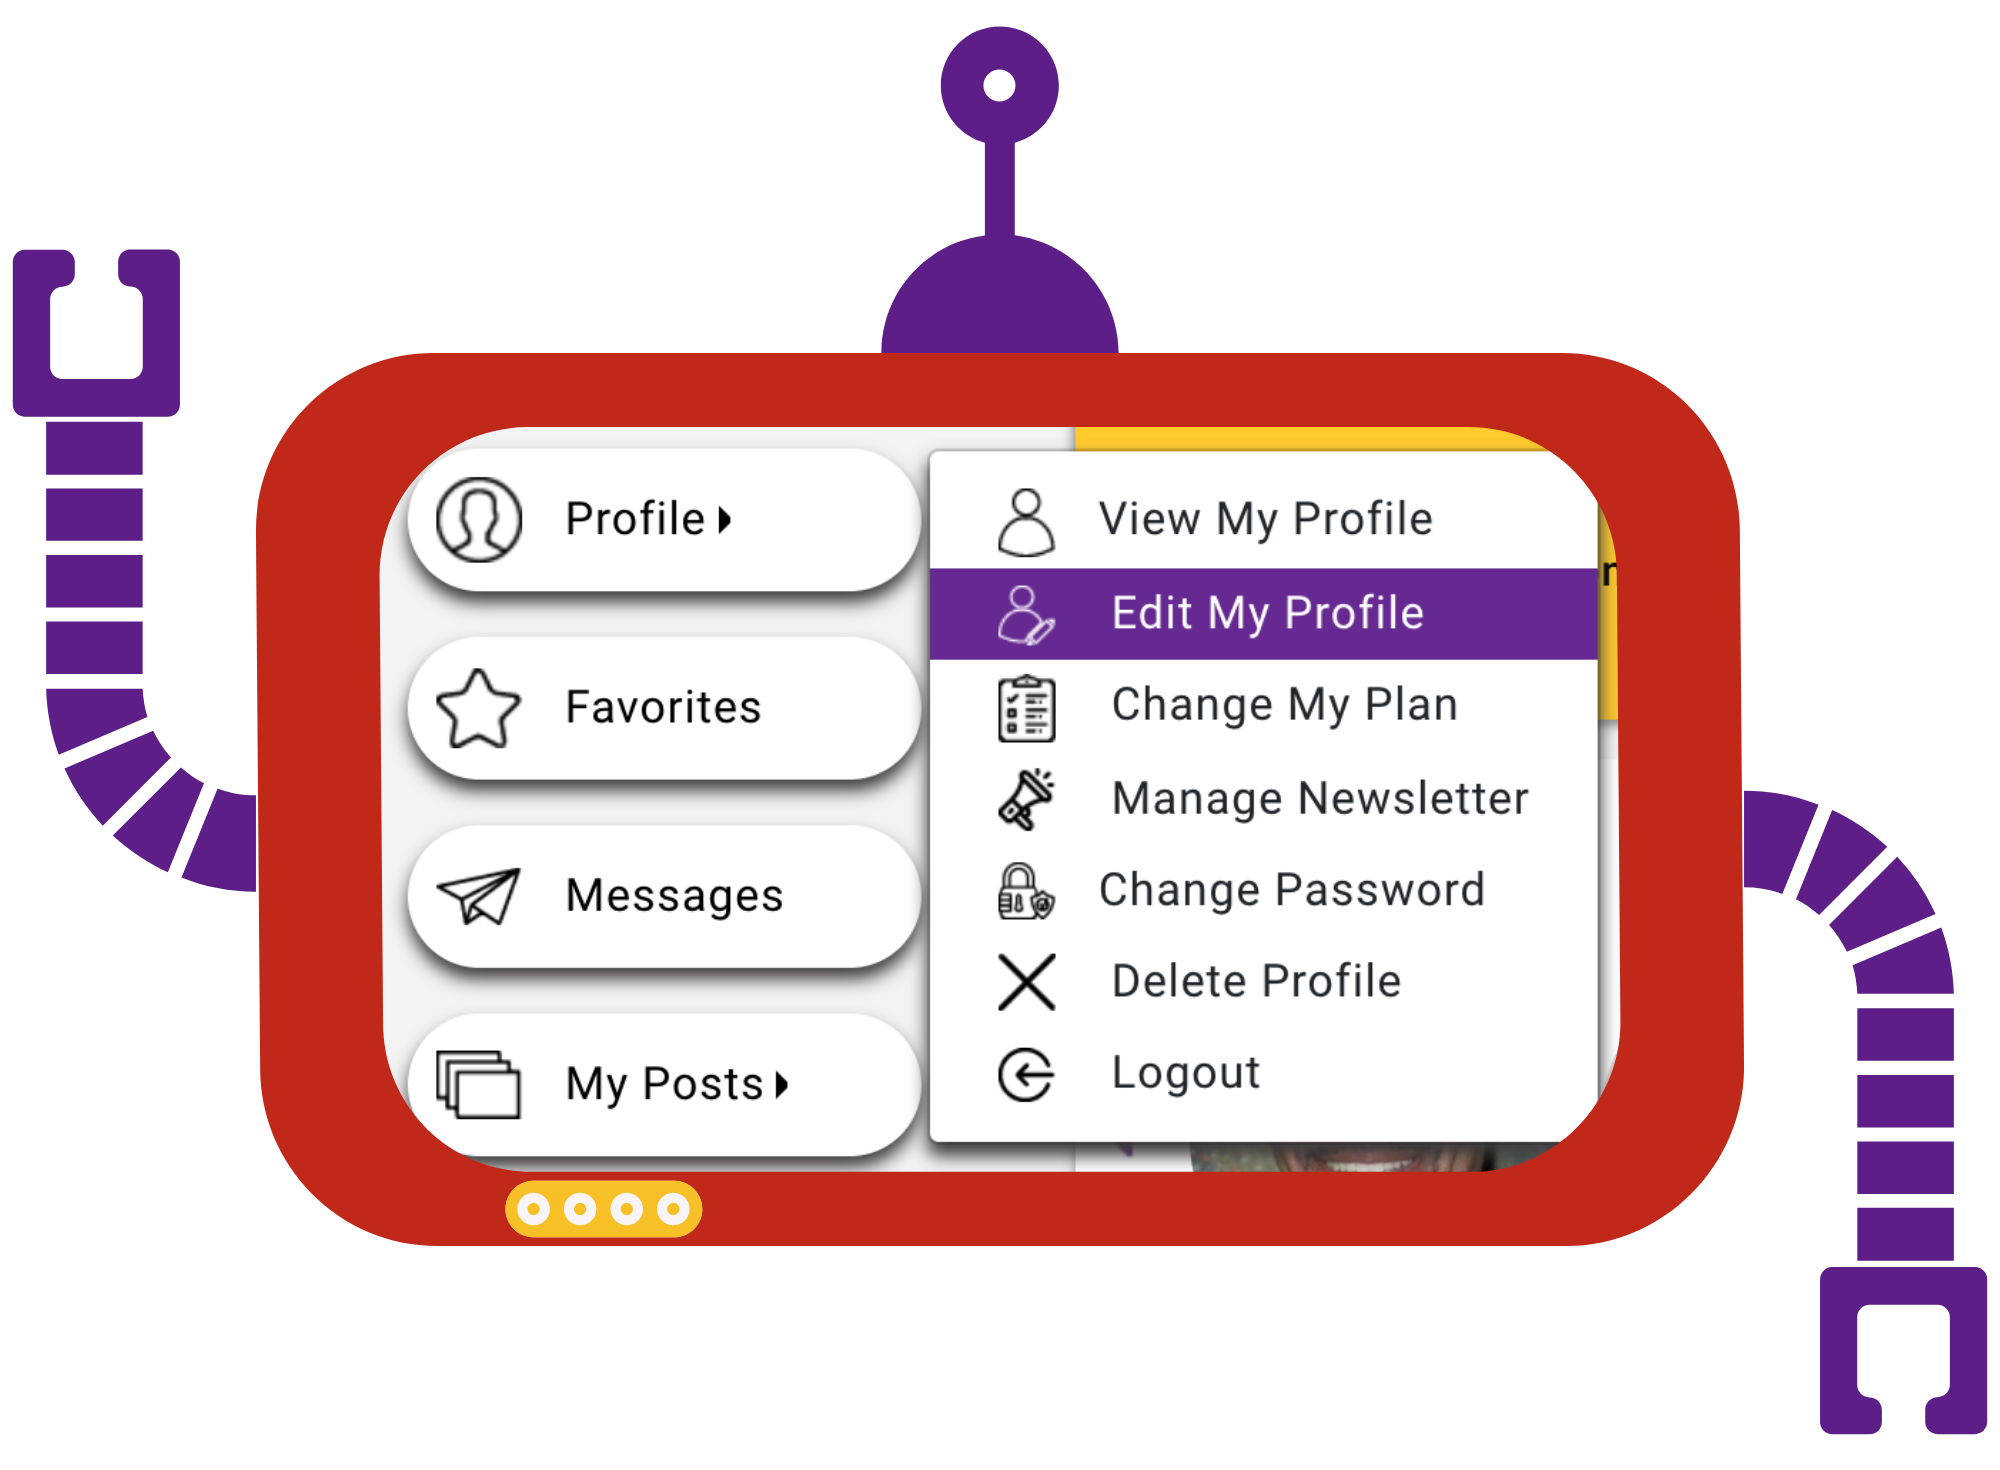 Profile
Favorites
Messages
My Posts
View My Profile
Edit My Profile
Change My Plan
Manage Newsletter
Change Password
Delete Profile
Logout